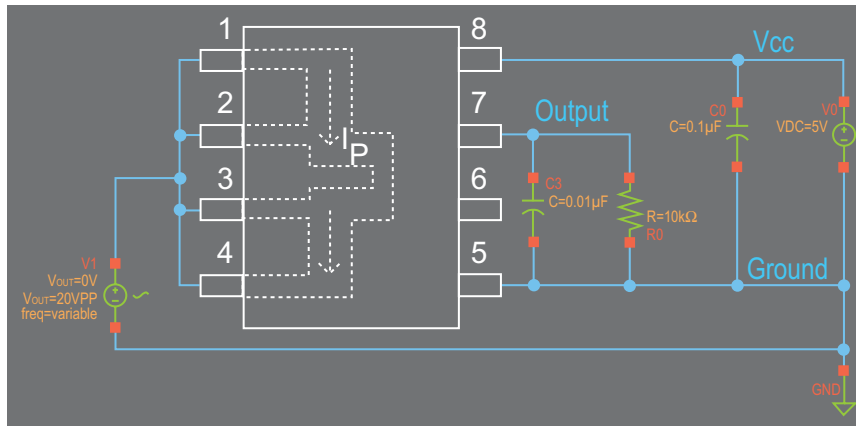 1
2
3
4
8
7
6
5
IP
Vcc
Output
Ground
C0
C=0.1µF
V0
VDC=5V
C3
C=0.01µF
R=10kΩ
R0
V1
VOUT=0V
VOUT=20VPP
freq=variable
GND